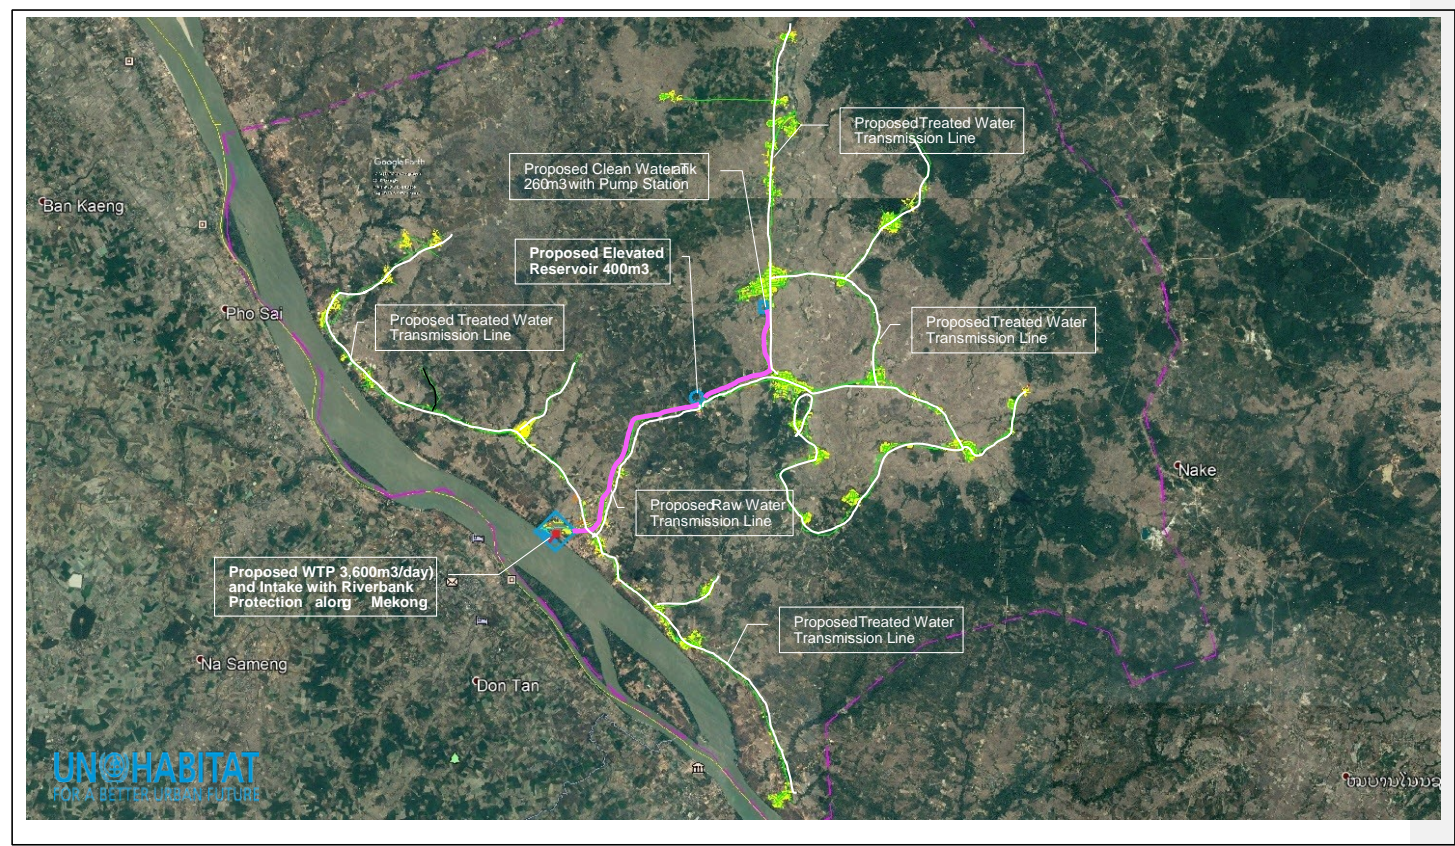 Proposed Treated Water
Transmission Line
Google Earth
Proposed Clean Water
260m3 with Pump Station
Ban Kaeng
Proposed Elevated
Reservoir 400m3
Pho Sai
Proposed Treated Water
Transmission Line
Proposed Treated Water
Transmission Line
Nake
Proposed Raw Water
Transmission Line
Proposed WTP 3,600m3/day)
and Intake with Riverbank
Protection along Mekong
Proposed Treated Water
Transmission Line
Na Sameng
Don Tan
UN HABITAT
FOR A BETTER URBAN FUTURE